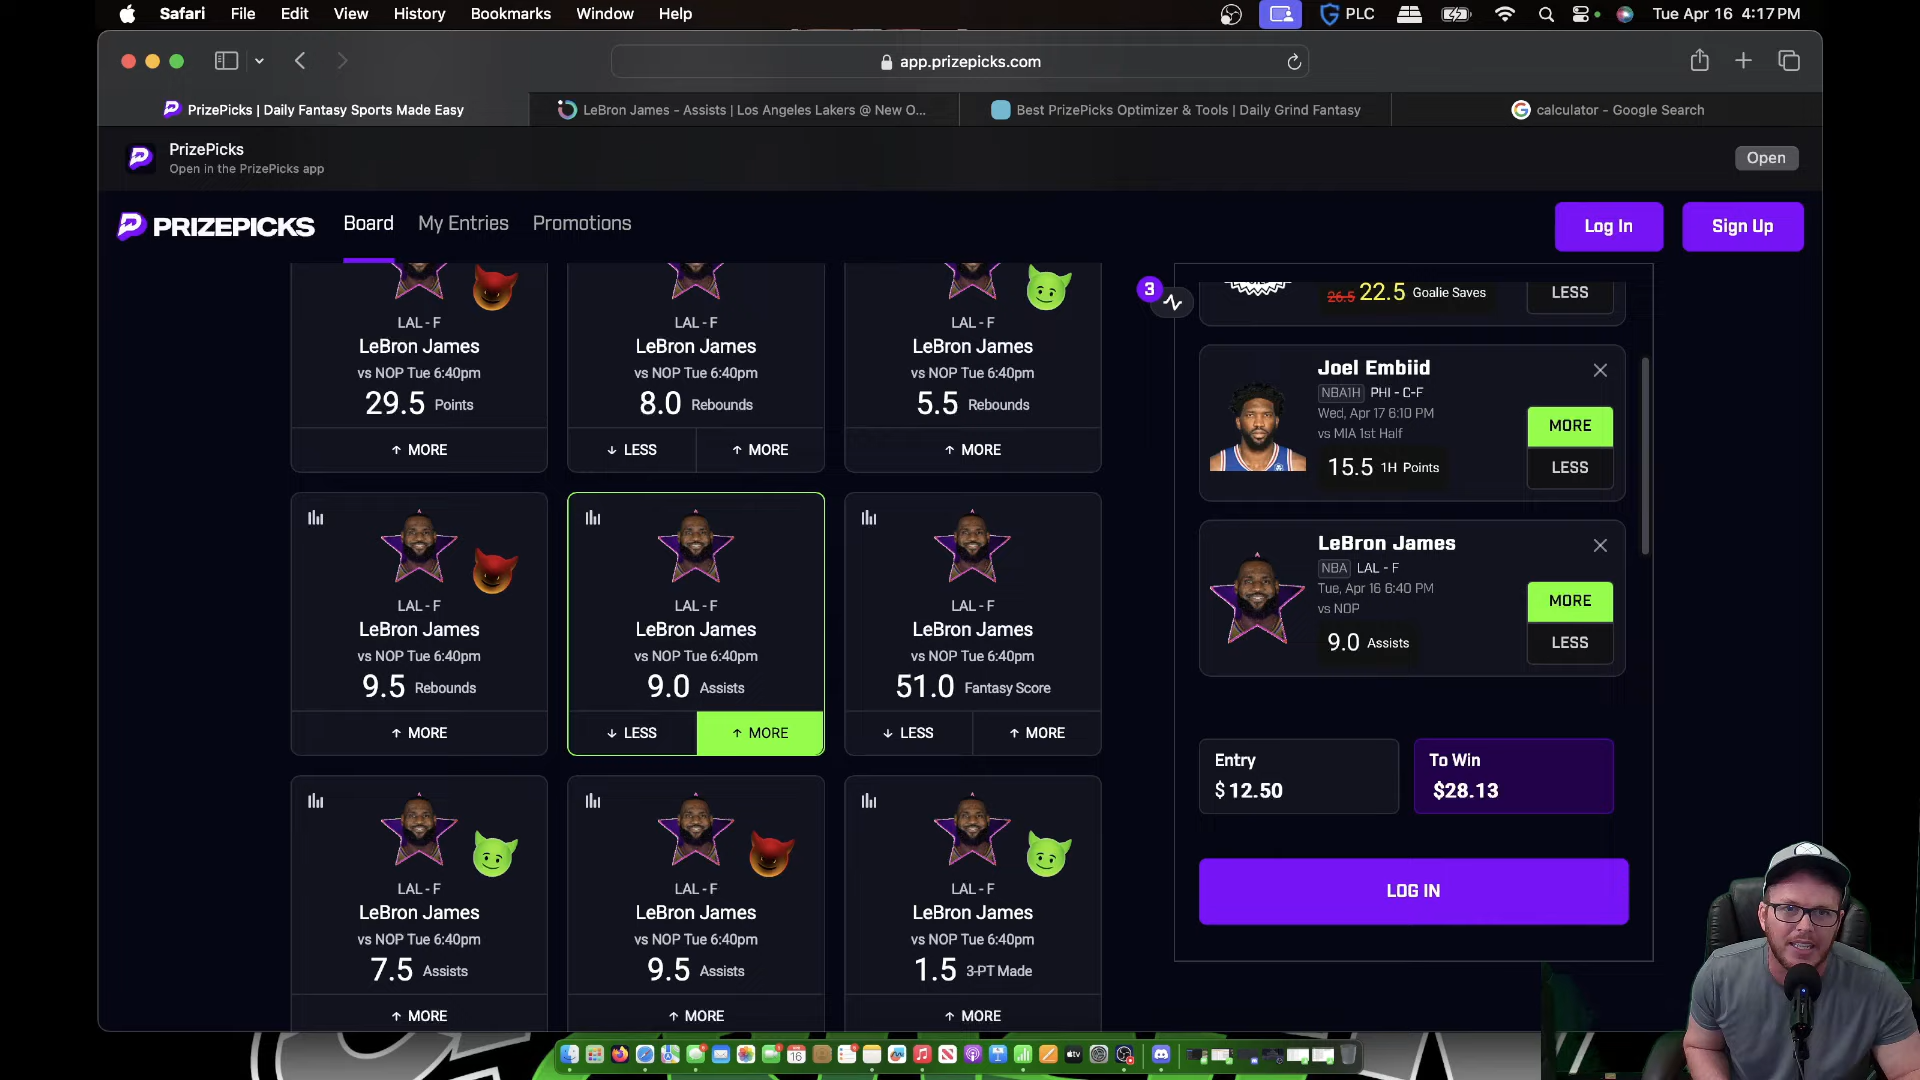 Safari File Edit View History Bookmarks Window Help
PLC Tue Apr 16 4:17 PM
app.prizepicks.com
PrizePicks | Daily Fantasy Sports Made Easy
LeBron James - Assists | Los Angeles Lakers @ New O...
Best PrizePicks Optimizer & Tools | Daily Grind Fantasy
calculator - Google Search
PrizePicks
Open in the PrizePicks app
Open
PRIZEPICKS
Board My Entries Promotions
Log In
Sign Up
LAL - F
LeBron James
vs NOP Tue 6:40pm
29.5 Points
↑ MORE
LAL - F
LeBron James
vs NOP Tue 6:40pm
8.0 Rebounds
↓ LESS ↑ MORE
LAL - F
LeBron James
vs NOP Tue 6:40pm
5.5 Rebounds
↑ MORE
LAL - F
LeBron James
vs NOP Tue 6:40pm
9.5 Rebounds
↑ MORE
LAL - F
LeBron James
vs NOP Tue 6:40pm
9.0 Assists
↓ LESS ↑ MORE
LAL - F
LeBron James
vs NOP Tue 6:40pm
51.0 Fantasy Score
↓ LESS ↑ MORE
LAL - F
LeBron James
vs NOP Tue 6:40pm
7.5 Assists
↑ MORE
LAL - F
LeBron James
vs NOP Tue 6:40pm
9.5 Assists
↑ MORE
LAL - F
LeBron James
vs NOP Tue 6:40pm
1.5 3-PT Made
↑ MORE
3
26.5 22.5 Goalie Saves
LESS
Joel Embiid
NBA1H PHI - C-F
Wed, Apr 17 6:10 PM
vs MIA 1st Half
15.5 1H Points
MORE
LESS
LeBron James
NBA LAL - F
Tue, Apr 16 6:40 PM
vs NOP
9.0 Assists
MORE
LESS
Entry
$ 12.50
To Win
$28.13
LOG IN
16